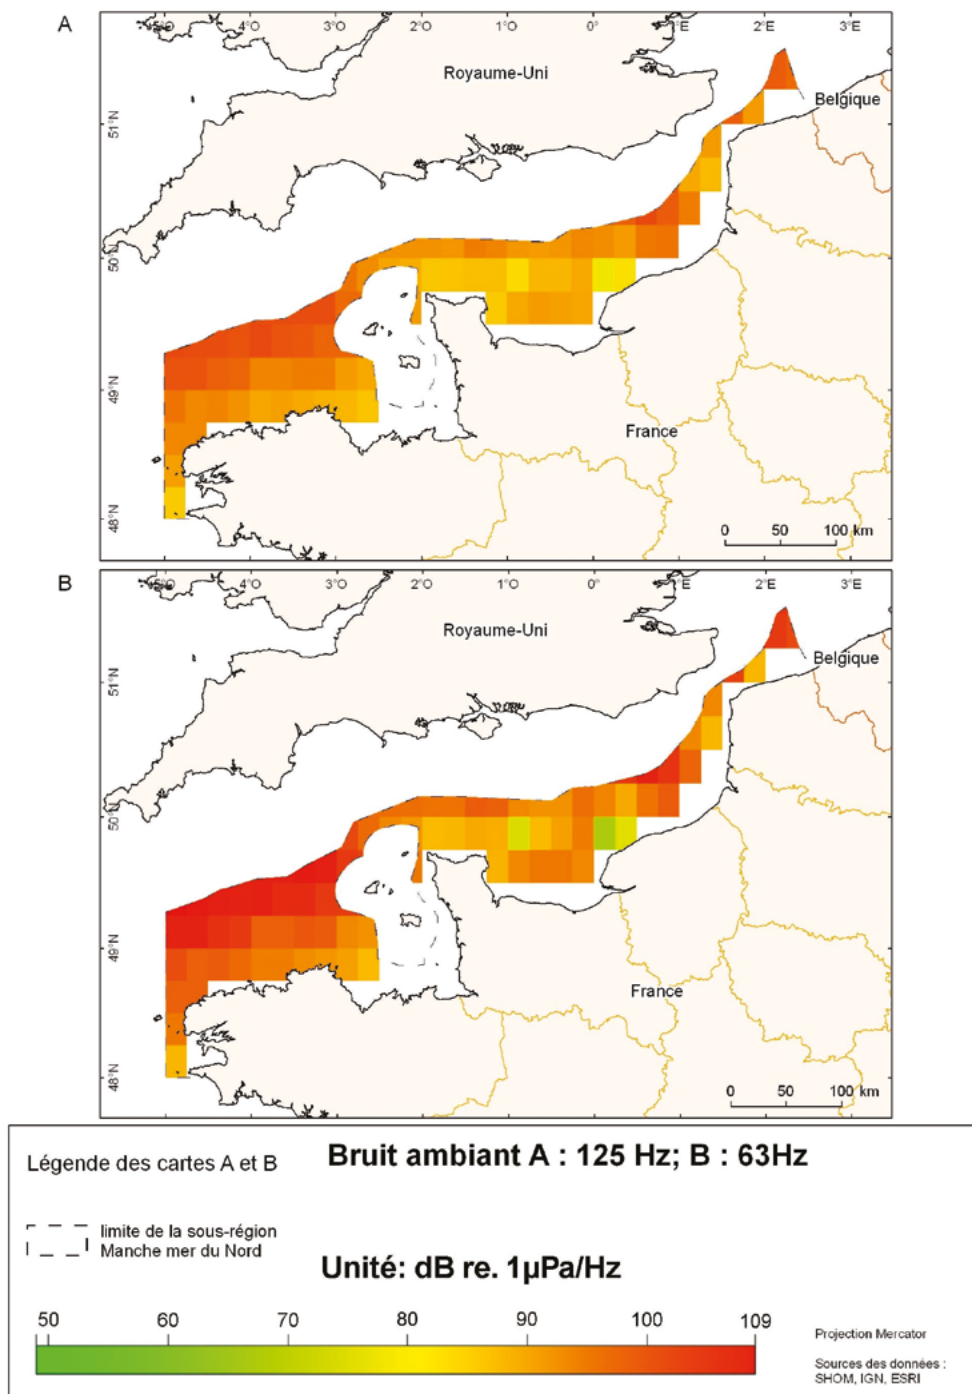 A
5°O 4°O 3°O 2°O 1°O 0° 1°E 2°E 3°E
Royaume-Uni
Belgique
51°N
50°N
49°N
France
48°N
0 50 100 km
B
5°O 4°O 3°O 2°O 1°O 0° 1°E 2°E 3°E
Royaume-Uni
Belgique
51°N
50°N
49°N
France
48°N
0 50 100 km
Légende des cartes A et B
Bruit ambiant A : 125 Hz; B : 63Hz
limite de la sous-région
Manche mer du Nord
Unité: dB re. 1µPa/Hz
50 60 70 80 90 100 109
Projection Mercator
Sources des données :
SHOM, IGN, ESRI